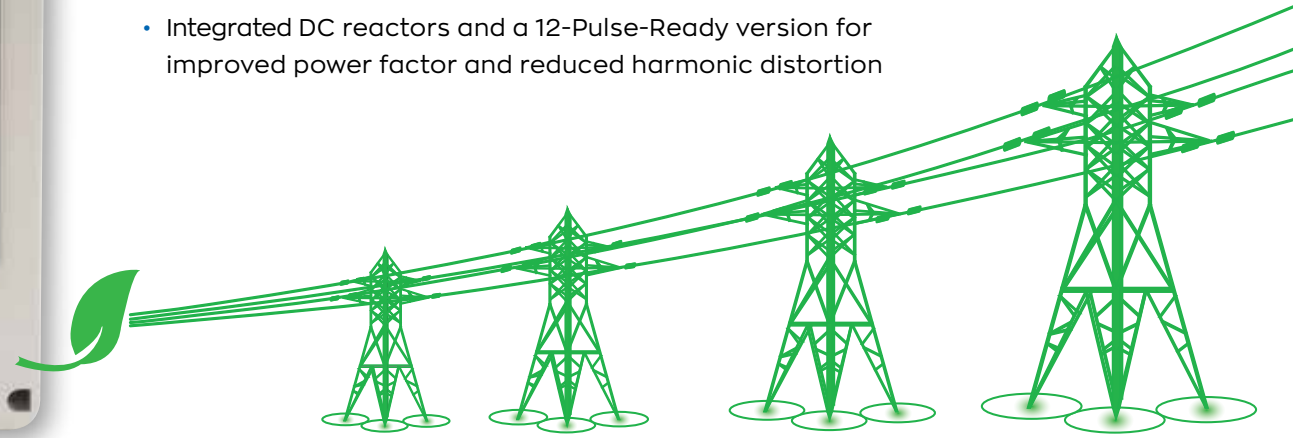 • Integrated DC reactors and a 12-Pulse-Ready version for
improved power factor and reduced harmonic distortion